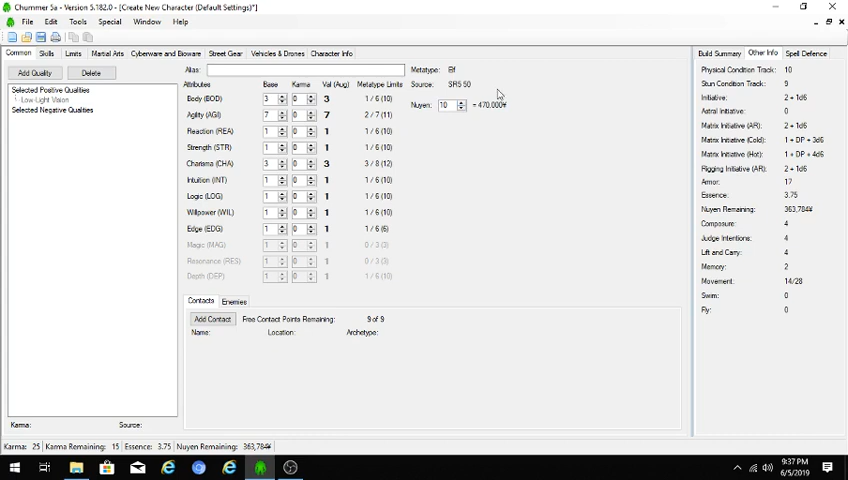 Chummer 5a - Version 5.182.0 - [Create New Character (Default Settings)*]
File Edit Tools Special Window Help
Common Skills Limits Martial Arts Cyberware and Bioware Street Gear Vehicles & Drones Character Info
Add Quality Delete
Selected Positive Qualities
Low-Light Vision
Selected Negative Qualities
Karma: Source:
Alias:
Attributes Base Karma Val (Aug) Metatype Limits
Body (BOD) 3 0 3 1 / 6 (10)
Agility (AGI) 7 0 7 2 / 7 (11)
Reaction (REA) 1 0 1 1 / 6 (10)
Strength (STR) 1 0 1 1 / 6 (10)
Charisma (CHA) 3 0 3 3 / 8 (12)
Intuition (INT) 1 0 1 1 / 6 (10)
Logic (LOG) 1 0 1 1 / 6 (10)
Willpower (WIL) 1 0 1 1 / 6 (10)
Edge (EDG) 1 0 1 1 / 6 (6)
Magic (MAG) 1 0 1 0 / 3 (3)
Resonance (RES) 1 0 1 0 / 3 (3)
Depth (DEP) 1 0 1 1 / 6 (10)
Metatype: Elf
Source: SR5 50
Nuyen: 10 = 470,000¥
Contacts Enemies
Add Contact Free Contact Points Remaining: 9 of 9
Name: Location: Archetype:
Build Summary Other Info Spell Defence
Physical Condition Track: 10
Stun Condition Track: 9
Initiative: 2 + 1d6
Astral Initiative: 0
Matrix Initiative (AR): 2 + 1d6
Matrix Initiative (Cold): 1 + DP + 3d6
Matrix Initiative (Hot): 1 + DP + 4d6
Rigging Initiative (AR): 2 + 1d6
Armor: 17
Essence: 3.75
Nuyen Remaining: 363,784¥
Composure: 4
Judge Intentions: 4
Lift and Carry: 4
Memory: 2
Movement: 14/28
Swim: 0
Fly: 0
Karma: 25 Karma Remaining: 15 Essence: 3.75 Nuyen Remaining: 363,784¥
9:37 PM
6/5/2019